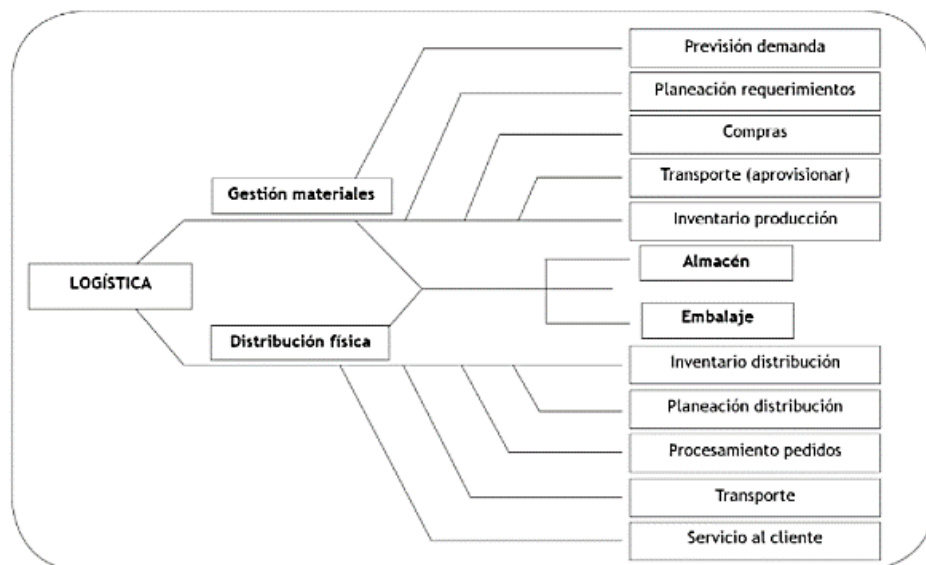 Previsión demanda
Planeación requerimientos
Compras
Transporte (aprovisionar)
Gestión materiales
Inventario producción
Almacén
LOGÍSTICA
Embalaje
Distribución física
Inventario distribución
Planeación distribución
Procesamiento pedidos
Transporte
Servicio al cliente